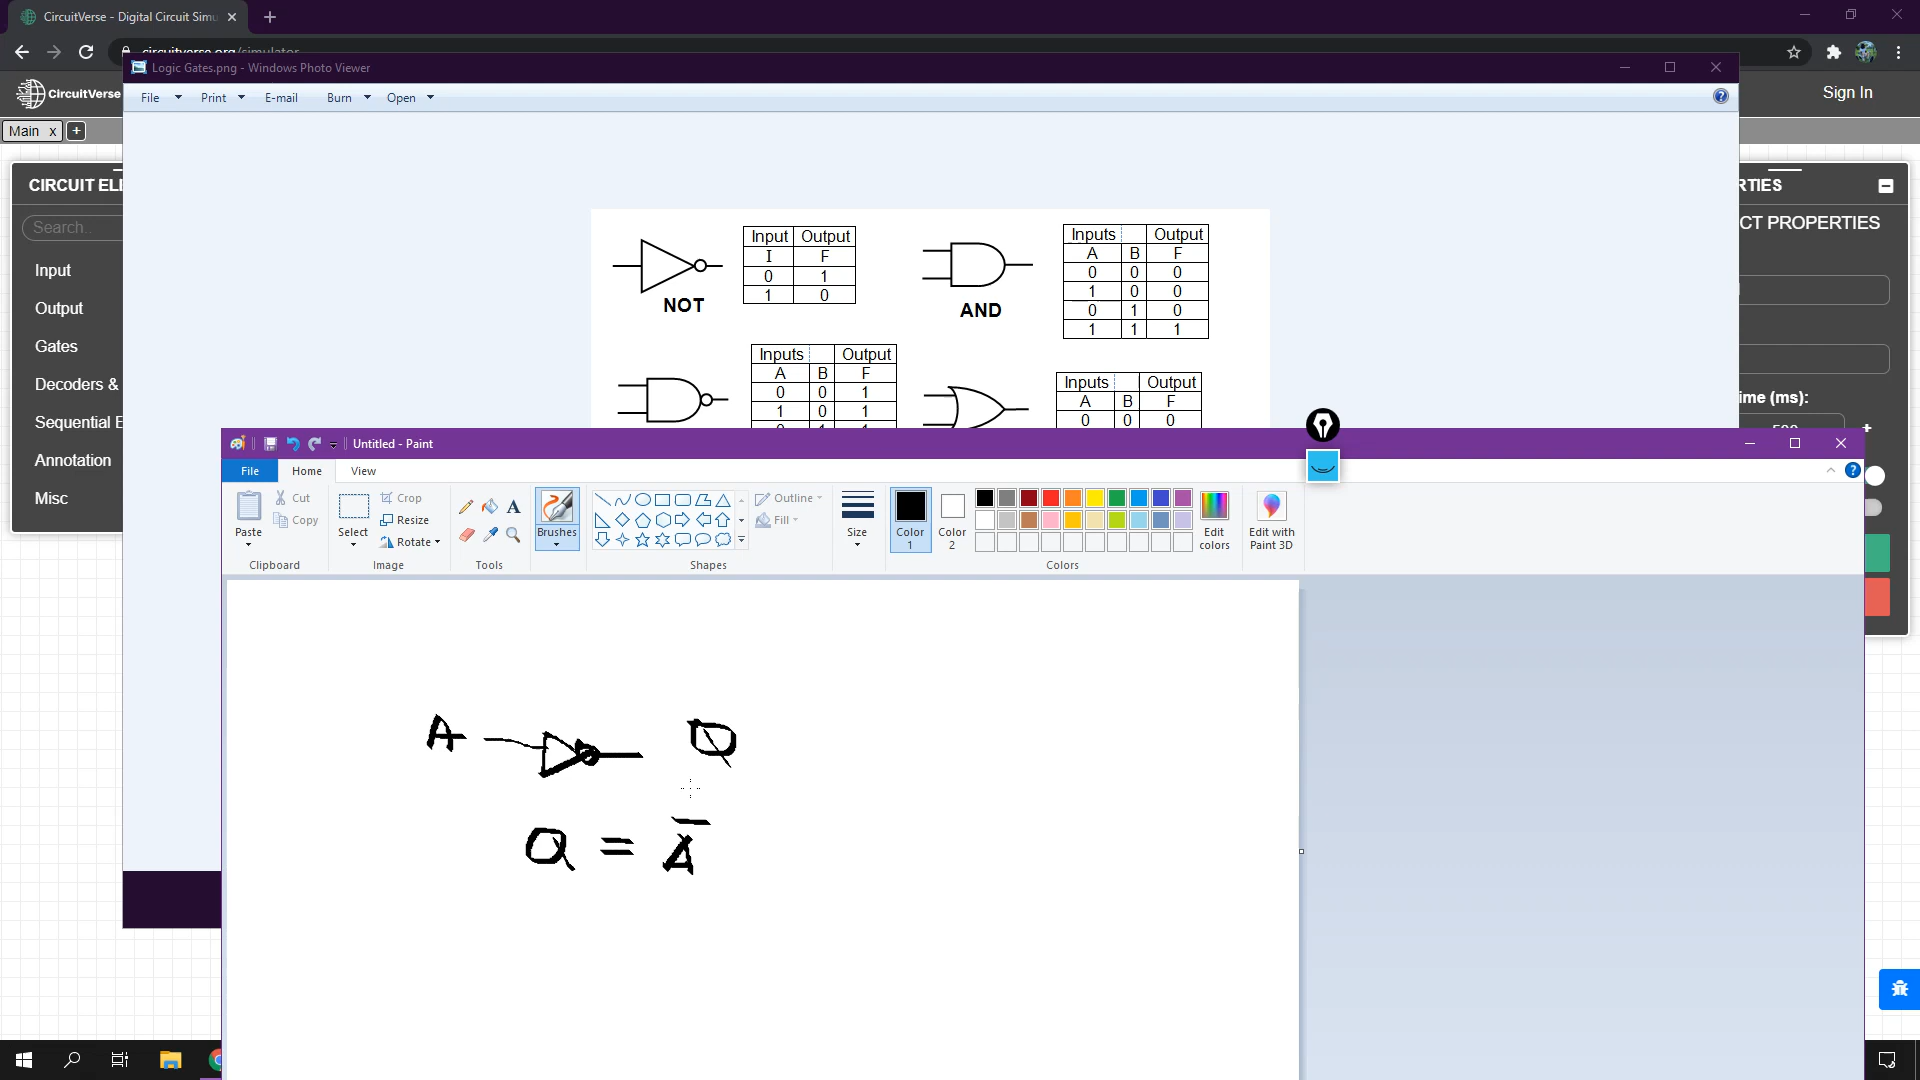 CircuitVerse - Digital Circuit Simu
circuitverse.org/simulator
Logic Gates.png - Windows Photo Viewer
File Print E-mail Burn Open
CircuitVerse
Sign In
Main x +
CIRCUIT ELE
Search..
Input
Output
Gates
Decoders &
Sequential E
Annotation
Misc
RTIES
CT PROPERTIES
ime (ms):
500
Input Output
I F
0 1
1 0
NOT
Inputs Output
A B F
0 0 0
1 0 0
0 1 0
1 1 1
AND
Inputs Output
A B F
0 0 1
1 0 1
Inputs Output
A B F
0 0 0
Untitled - Paint
File Home View
Paste
Cut
Copy
Clipboard
Select
Crop
Resize
Rotate
Image
A
Tools
Brushes
Outline
Fill
Shapes
Size
Color 1
Color 2
Edit colors
Edit with Paint 3D
Colors
A Q
Q = A̅